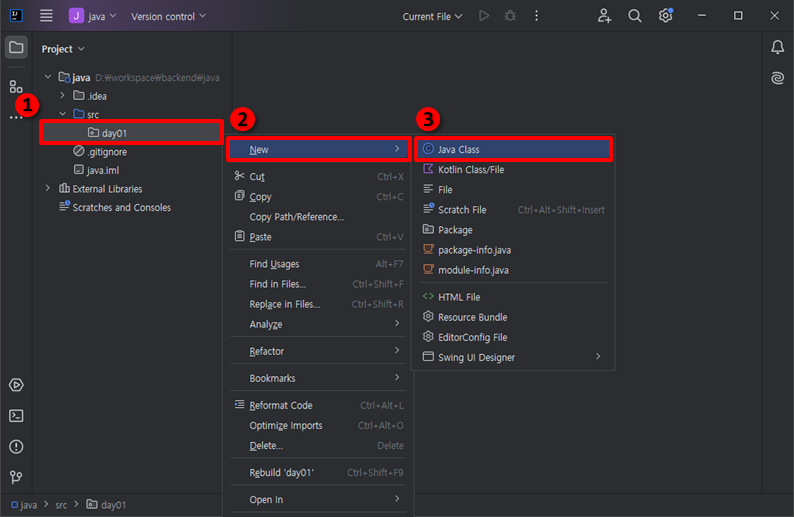 java
Version control
Current File
Project
java D:₩workspace₩backend₩java
.idea
1
src
day01
.gitignore
java.iml
External Libraries
Scratches and Consoles
2
New
Cut Ctrl+X
Copy Ctrl+C
Copy Path/Reference...
Paste Ctrl+V
Find Usages Alt+F7
Find in Files... Ctrl+Shift+F
Replace in Files... Ctrl+Shift+R
Analyze
Refactor
Bookmarks
Reformat Code Ctrl+Alt+L
Optimize Imports Ctrl+Alt+O
Delete... Delete
Rebuild 'day01' Ctrl+Shift+F9
Open In
3
Java Class
Kotlin Class/File
File
Scratch File Ctrl+Alt+Shift+Insert
Package
package-info.java
module-info.java
HTML File
Resource Bundle
EditorConfig File
Swing UI Designer
java > src > day01